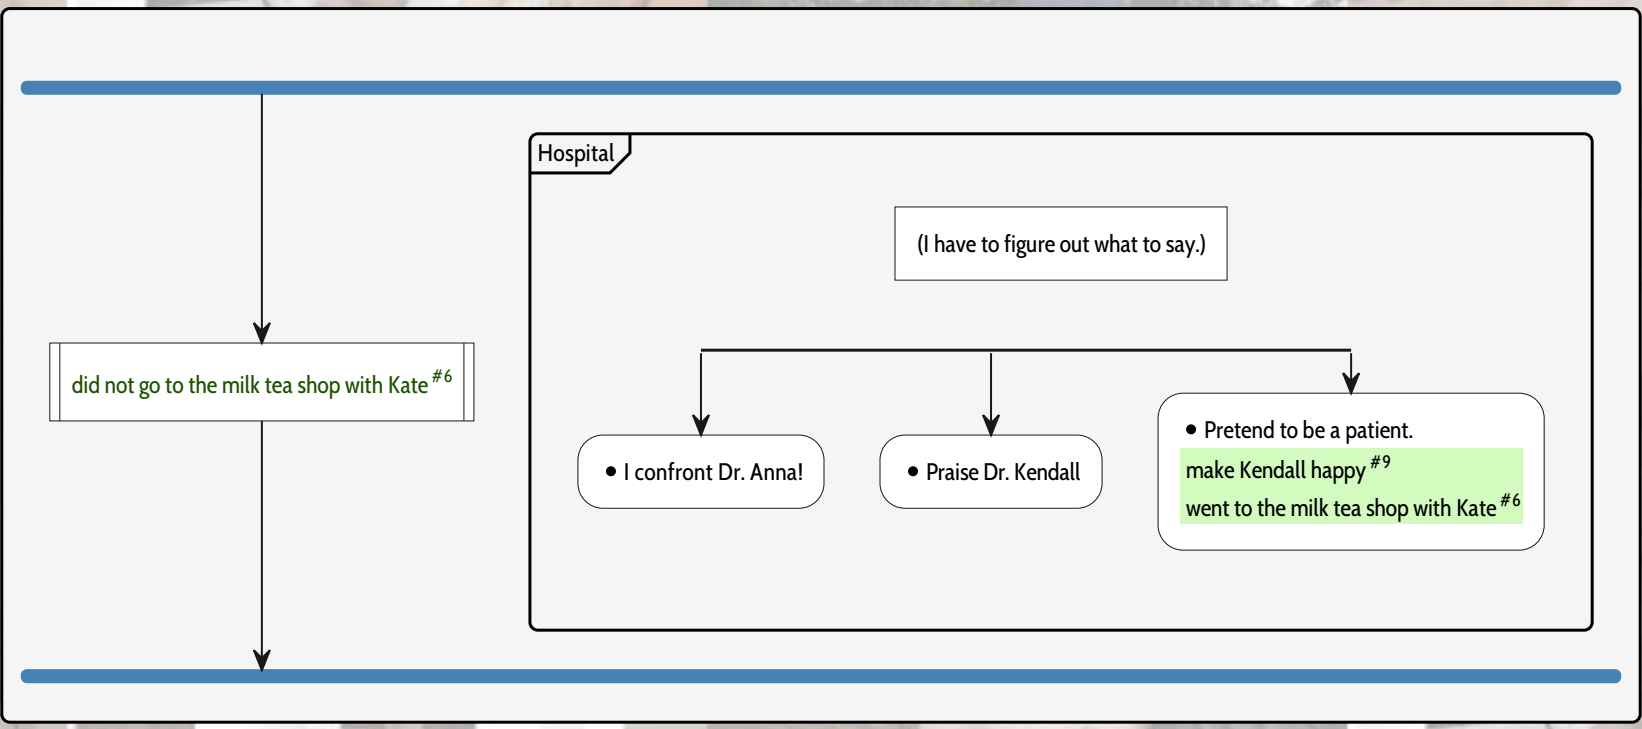 Hospital
(I have to figure out what to say.)
did not go to the milk tea shop with Kate #6
• I confront Dr. Anna!
• Praise Dr. Kendall
• Pretend to be a patient.
make Kendall happy #9
went to the milk tea shop with Kate #6